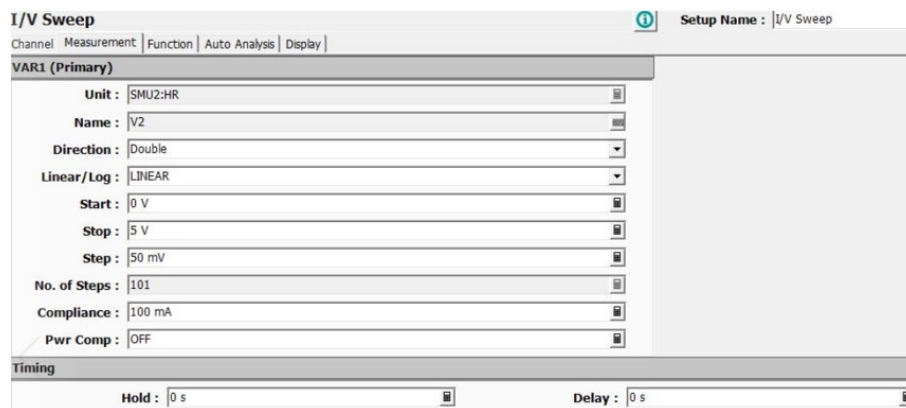 I/V Sweep
Setup Name : I/V Sweep
Channel Measurement Function Auto Analysis Display
VAR1 (Primary)
Unit : SMU2:HR
Name : V2
Direction : Double
Linear/Log : LINEAR
Start : 0 V
Stop : 5 V
Step : 50 mV
No. of Steps : 101
Compliance : 100 mA
Pwr Comp : OFF
Timing
Hold : 0 s Delay : 0 s